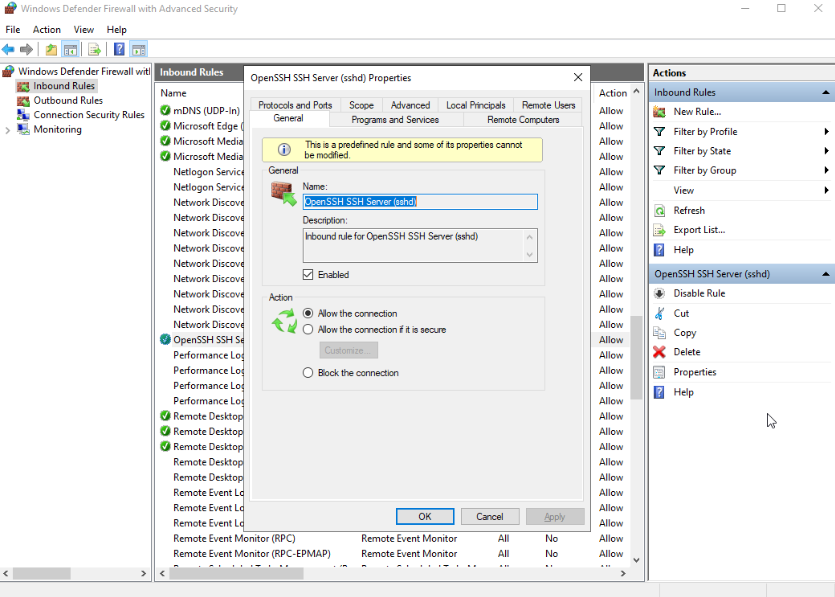 Windows Defender Firewall with Advanced Security
File Action View Help
Windows Defender Firewall witl
Inbound Rules
Outbound Rules
Connection Security Rules
Monitoring
Inbound Rules
Name
Action
mDNS (UDP-In)
Allow
Microsoft Edge (
Allow
Microsoft Media
Allow
Microsoft Media
Allow
Netlogon Service
Allow
Netlogon Service
Allow
Network Discove
Allow
Network Discove
Allow
Network Discove
Allow
Network Discove
Allow
Network Discove
Allow
Network Discove
Allow
Network Discove
Allow
Network Discove
Allow
Network Discove
Allow
OpenSSH SSH Se
Allow
Performance Log
Allow
Performance Log
Allow
Performance Log
Allow
Performance Log
Allow
Remote Desktop
Allow
Remote Desktop
Allow
Remote Desktop
Allow
Remote Desktop
Allow
Remote Desktop
Allow
Remote Event Lo
Allow
Remote Event Lo
Allow
Remote Event Lo
Allow
Remote Event Monitor (RPC) Remote Event Monitor All No Allow
Remote Event Monitor (RPC-EPMAP) Remote Event Monitor All No Allow
OpenSSH SSH Server (sshd) Properties
Protocols and Ports Scope Advanced Local Principals Remote Users
General Programs and Services Remote Computers
This is a predefined rule and some of its properties cannot
be modified.
General
Name:
OpenSSH SSH Server (sshd)
Description:
Inbound rule for OpenSSH SSH Server (sshd)
Enabled
Action
Allow the connection
Allow the connection if it is secure
Customize...
Block the connection
OK Cancel Apply
Actions
Inbound Rules
New Rule...
Filter by Profile
Filter by State
Filter by Group
View
Refresh
Export List...
Help
OpenSSH SSH Server (sshd)
Disable Rule
Cut
Copy
Delete
Properties
Help